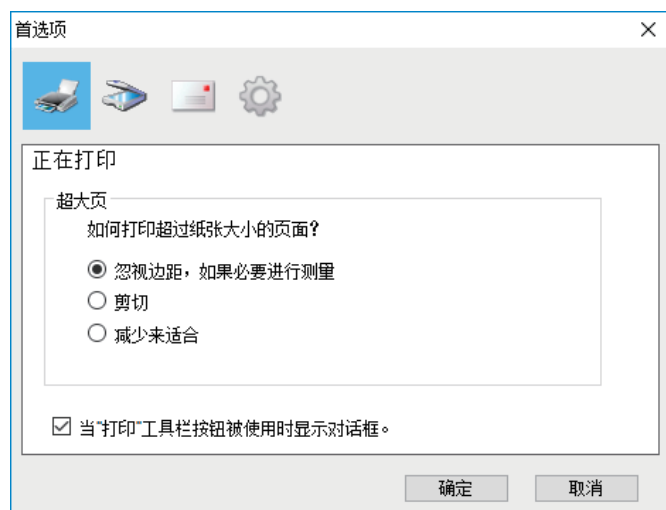 首选项
正在打印
超大页
如何打印超过纸张大小的页面?
忽视边距，如果必要进行测量
剪切
减少来适合
当"打印"工具栏按钮被使用时显示对话框。
确定 取消